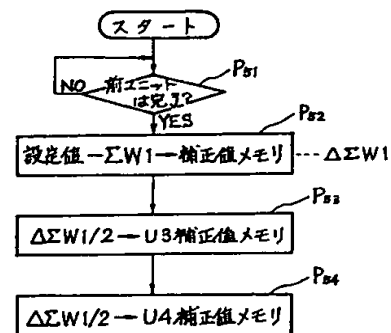 スタート
P51
前ユニット
は完了?
NO
YES
P52
設定値-ΣW1→補正値メモリ --- ΔΣW1
P53
ΔΣW1/2→U3補正値メモリ
P54
ΔΣW1/2→U4補正値メモリ